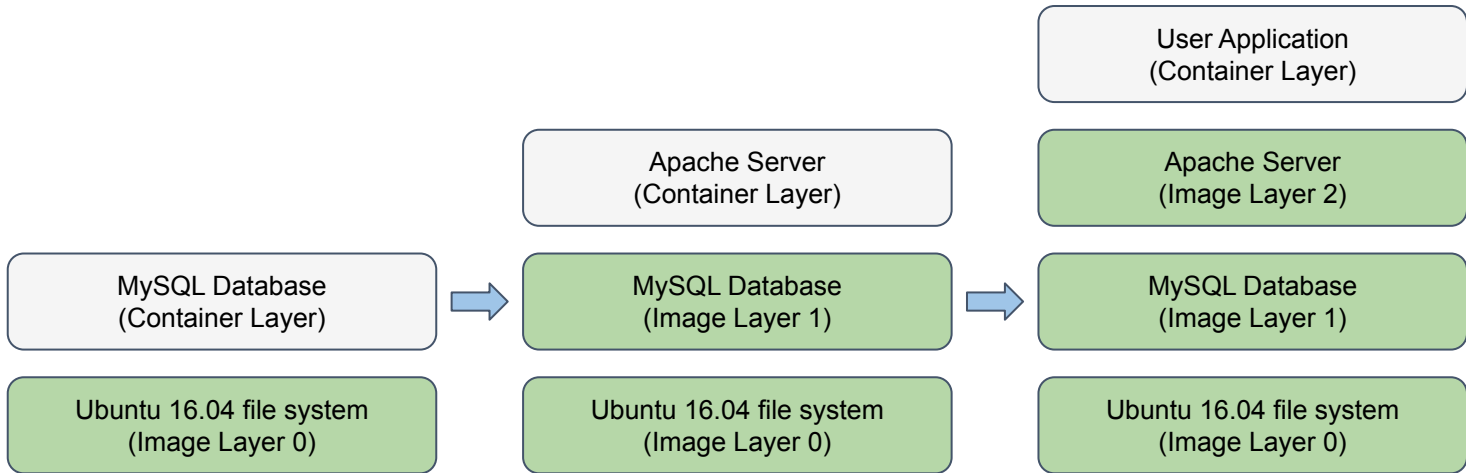 User Application
(Container Layer)
Apache Server
(Container Layer)
Apache Server
(Image Layer 2)
MySQL Database
(Container Layer)
MySQL Database
(Image Layer 1)
MySQL Database
(Image Layer 1)
Ubuntu 16.04 file system
(Image Layer 0)
Ubuntu 16.04 file system
(Image Layer 0)
Ubuntu 16.04 file system
(Image Layer 0)